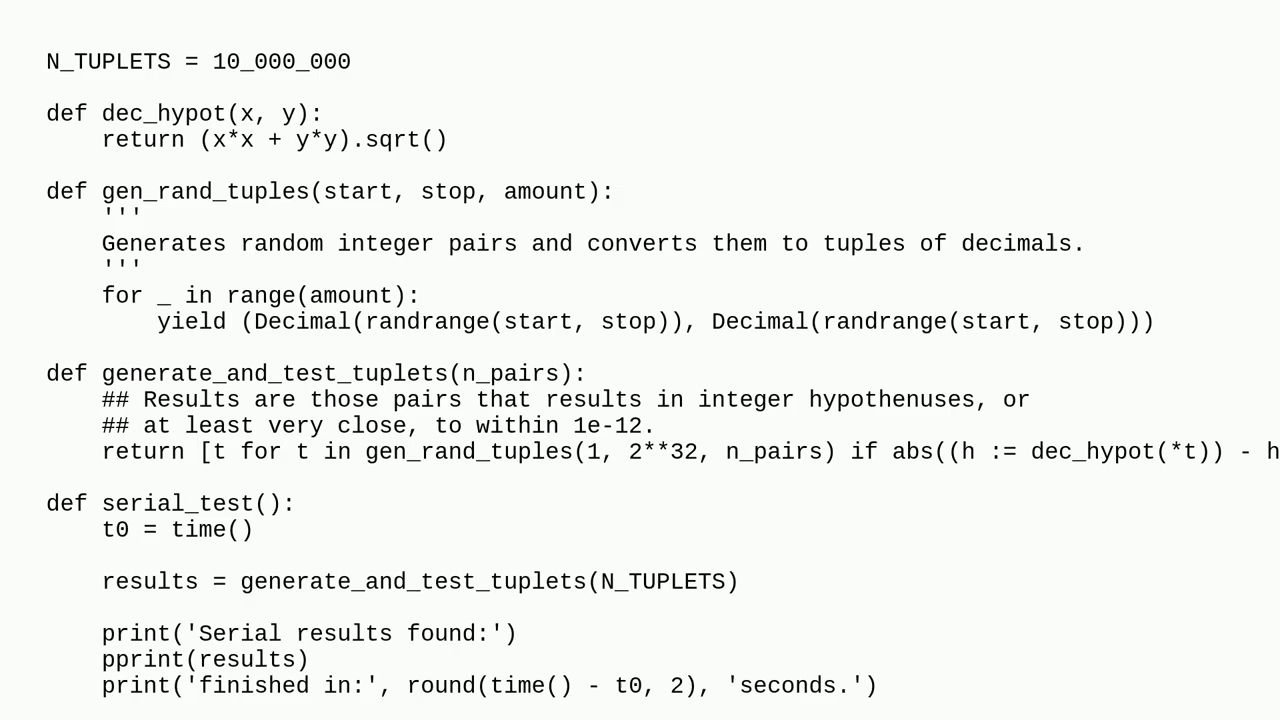 N_TUPLETS = 10_000_000
def dec_hypot(x, y):
    return (x*x + y*y).sqrt()
def gen_rand_tuples(start, stop, amount):
    '''
    Generates random integer pairs and converts them to tuples of decimals.
    '''
    for _ in range(amount):
        yield (Decimal(randrange(start, stop)), Decimal(randrange(start, stop)))
def generate_and_test_tuplets(n_pairs):
    ## Results are those pairs that results in integer hypothenuses, or
    ## at least very close, to within 1e-12.
    return [t for t in gen_rand_tuples(1, 2**32, n_pairs) if abs((h := dec_hypot(*t)) - h
def serial_test():
    t0 = time()
    results = generate_and_test_tuplets(N_TUPLETS)
    print('Serial results found:')
    pprint(results)
    print('finished in:', round(time() - t0, 2), 'seconds.')